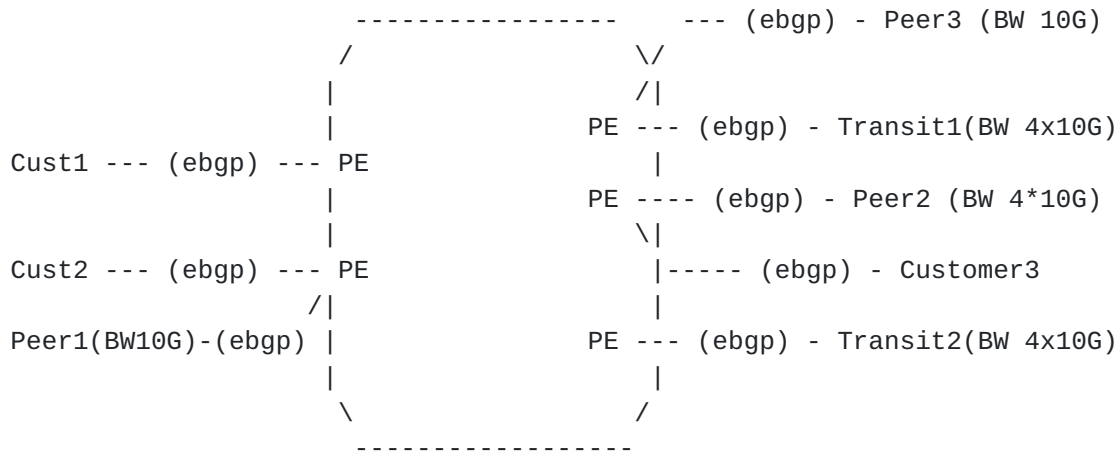 --- (ebgp) - Peer3 (BW 10G)
PE --- (ebgp) - Transit1(BW 4x10G)
Cust1 --- (ebgp) --- PE
PE ---- (ebgp) - Peer2 (BW 4*10G)
Cust2 --- (ebgp) --- PE
|----- (ebgp) - Customer3
Peer1(BW10G)-(ebgp) | PE --- (ebgp) - Transit2(BW 4x10G)